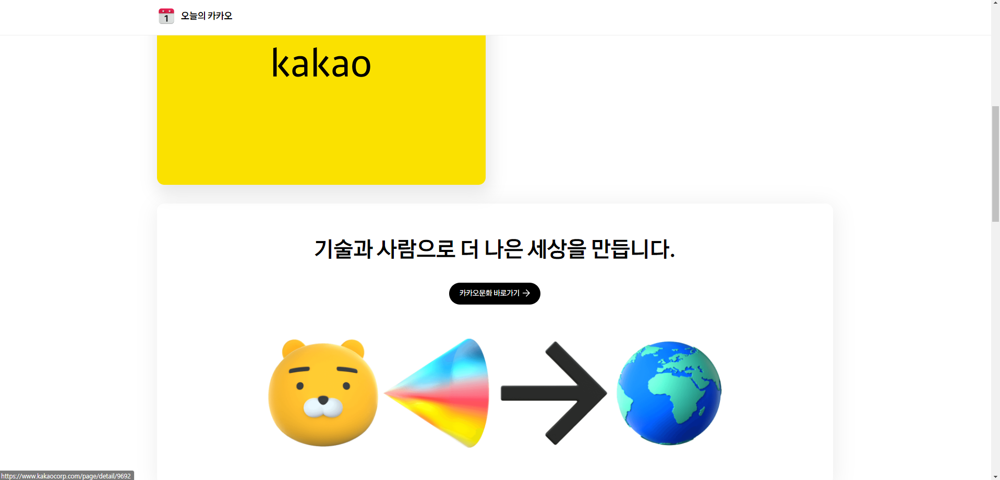 1
오늘의 카카오
kakao
기술과 사람으로 더 나은 세상을 만듭니다.
카카오문화 바로가기
https://www.kakaocorp.com/page/detail/9692